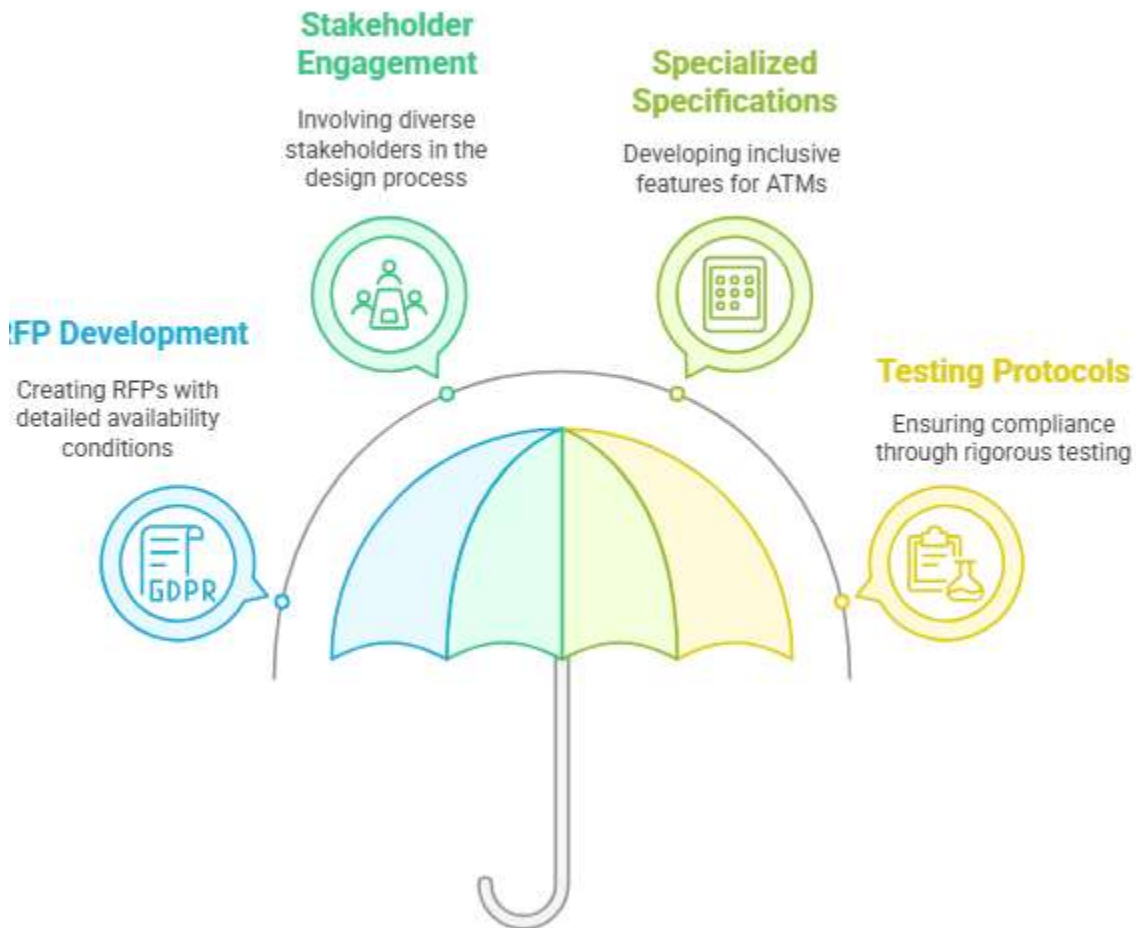 Stakeholder
Engagement
Involving diverse
stakeholders in the
design process
Specialized
Specifications
Developing inclusive
features for ATMs
RFP Development
Creating RFPs with
detailed availability
conditions
GDPR
Testing Protocols
Ensuring compliance
through rigorous testing